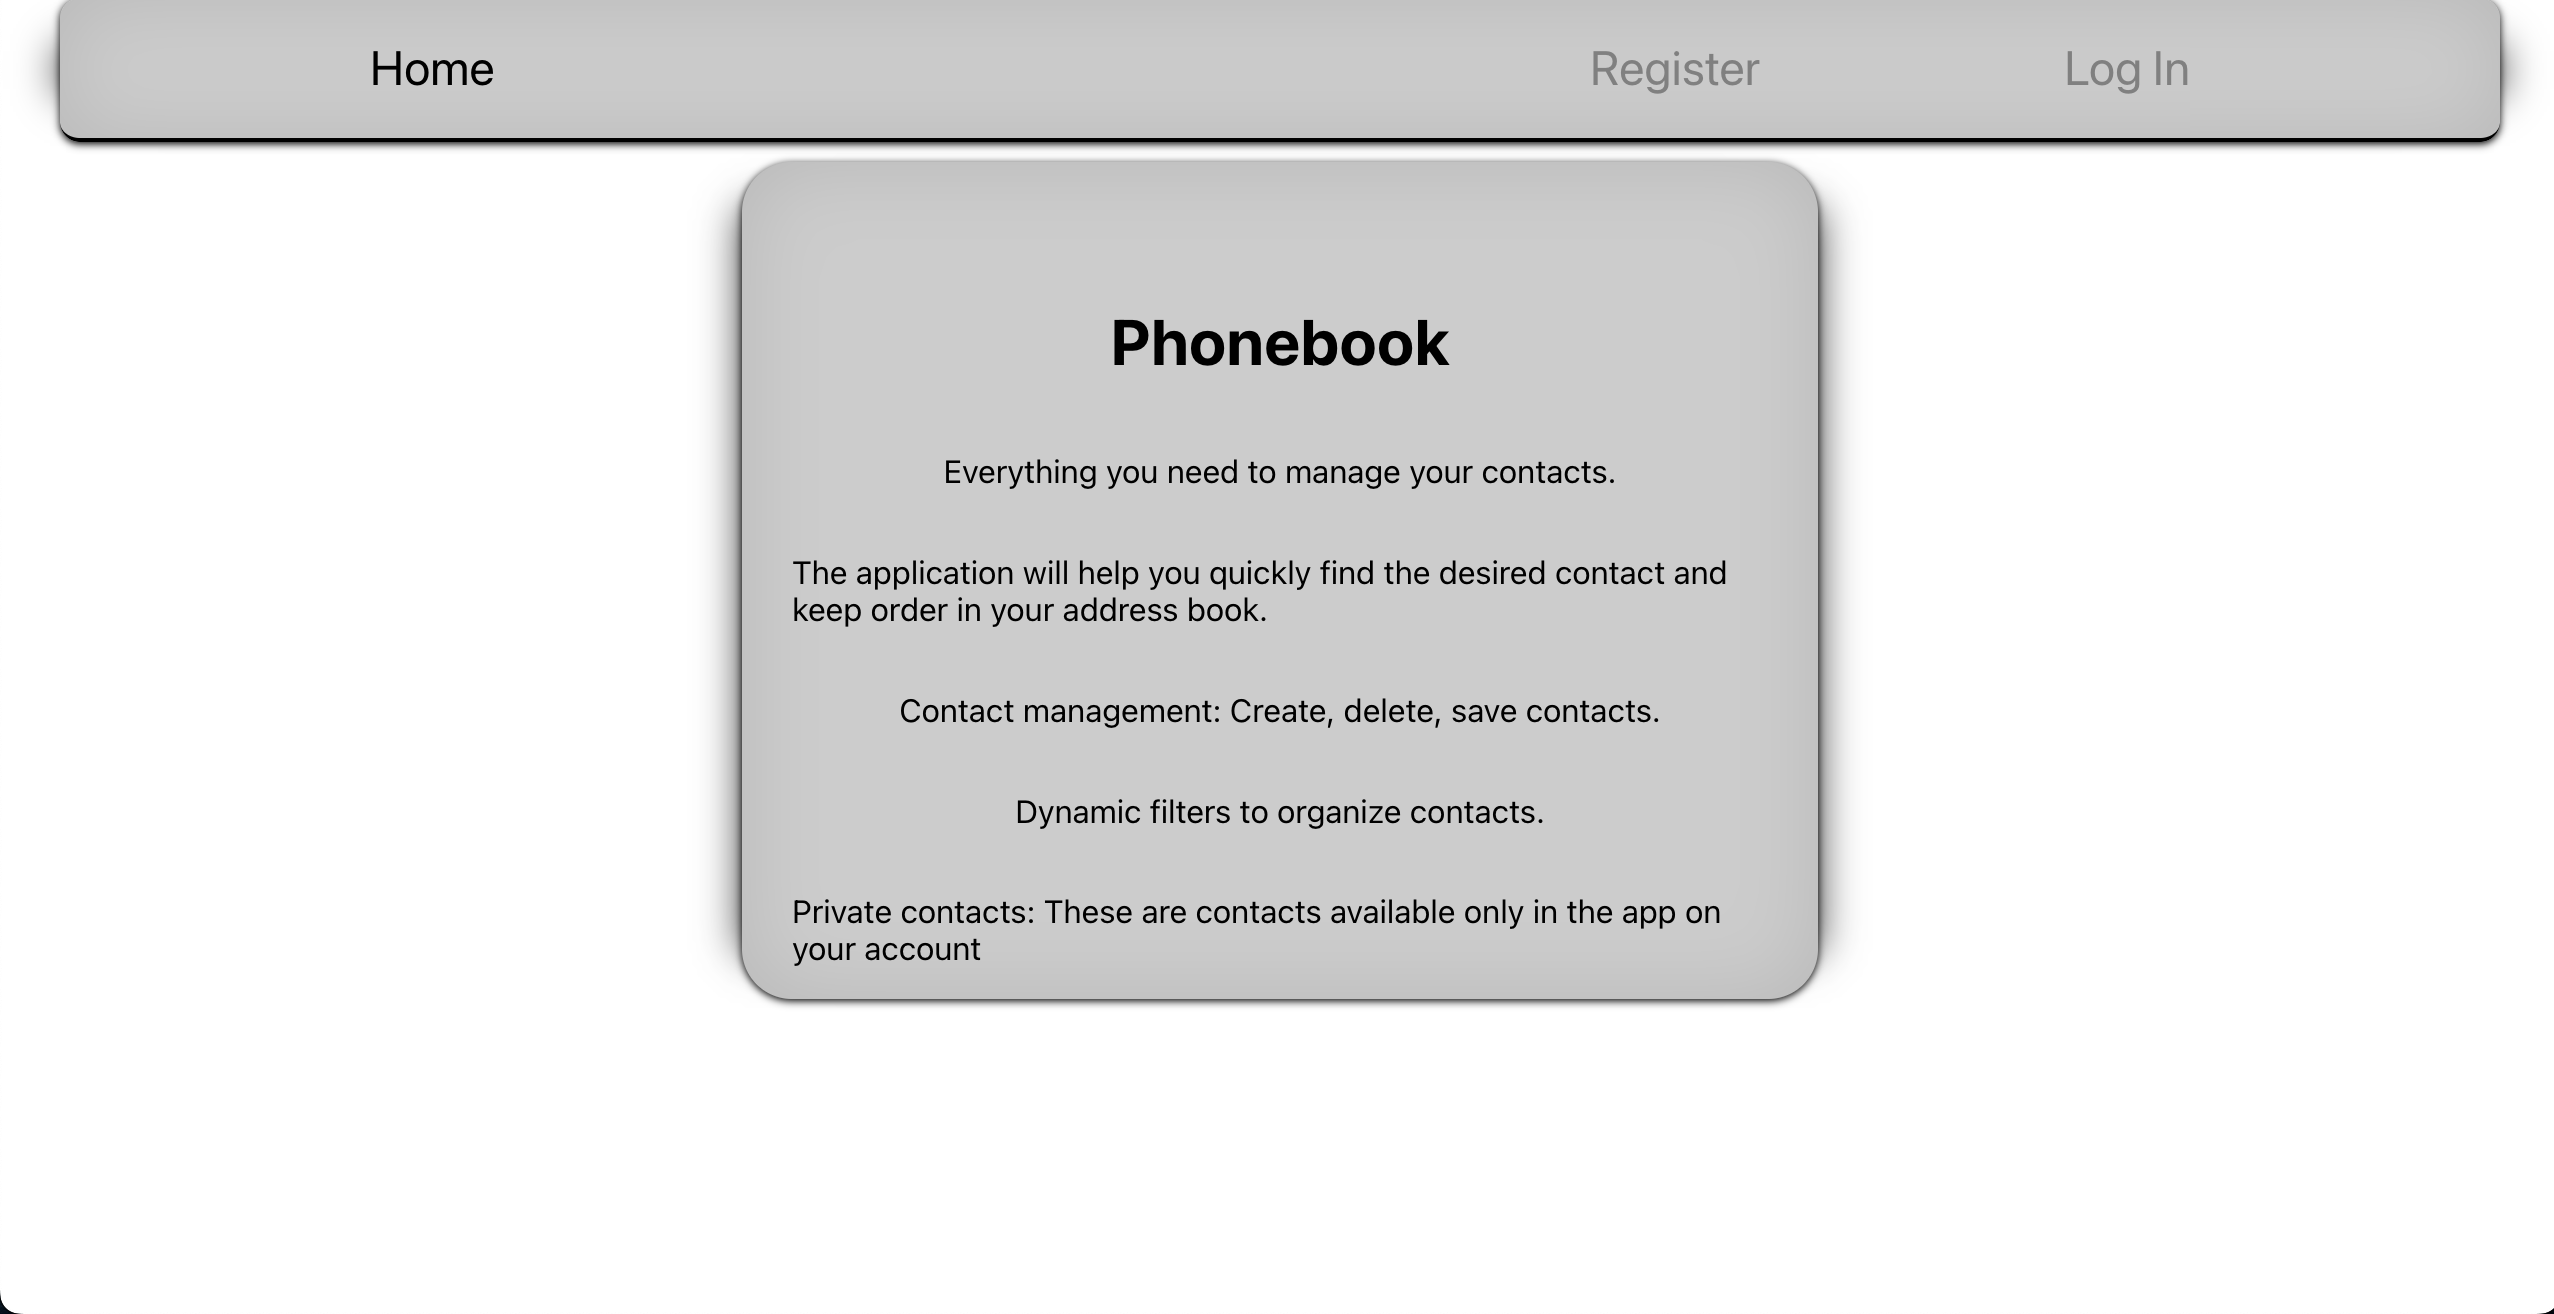 Home Register Log In
Phonebook
Everything you need to manage your contacts.
The application will help you quickly find the desired contact and
keep order in your address book.
Contact management: Create, delete, save contacts.
Dynamic filters to organize contacts.
Private contacts: These are contacts available only in the app on
your account